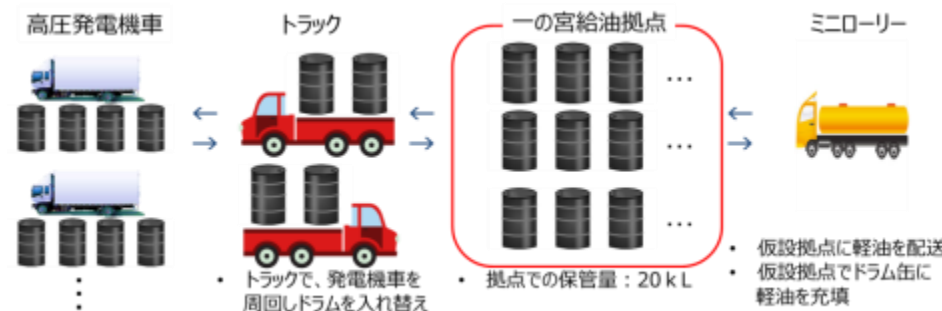 高圧発電機車
トラック
一の宮給油拠点
ミニローリー
← ← ←
→ → →
…
…
…
・ トラックで、発電機車を
周回しドラムを入れ替え
・ 拠点での保管量：20ｋL
・ 仮設拠点に軽油を配送
・ 仮設拠点でドラム缶に
軽油を充填